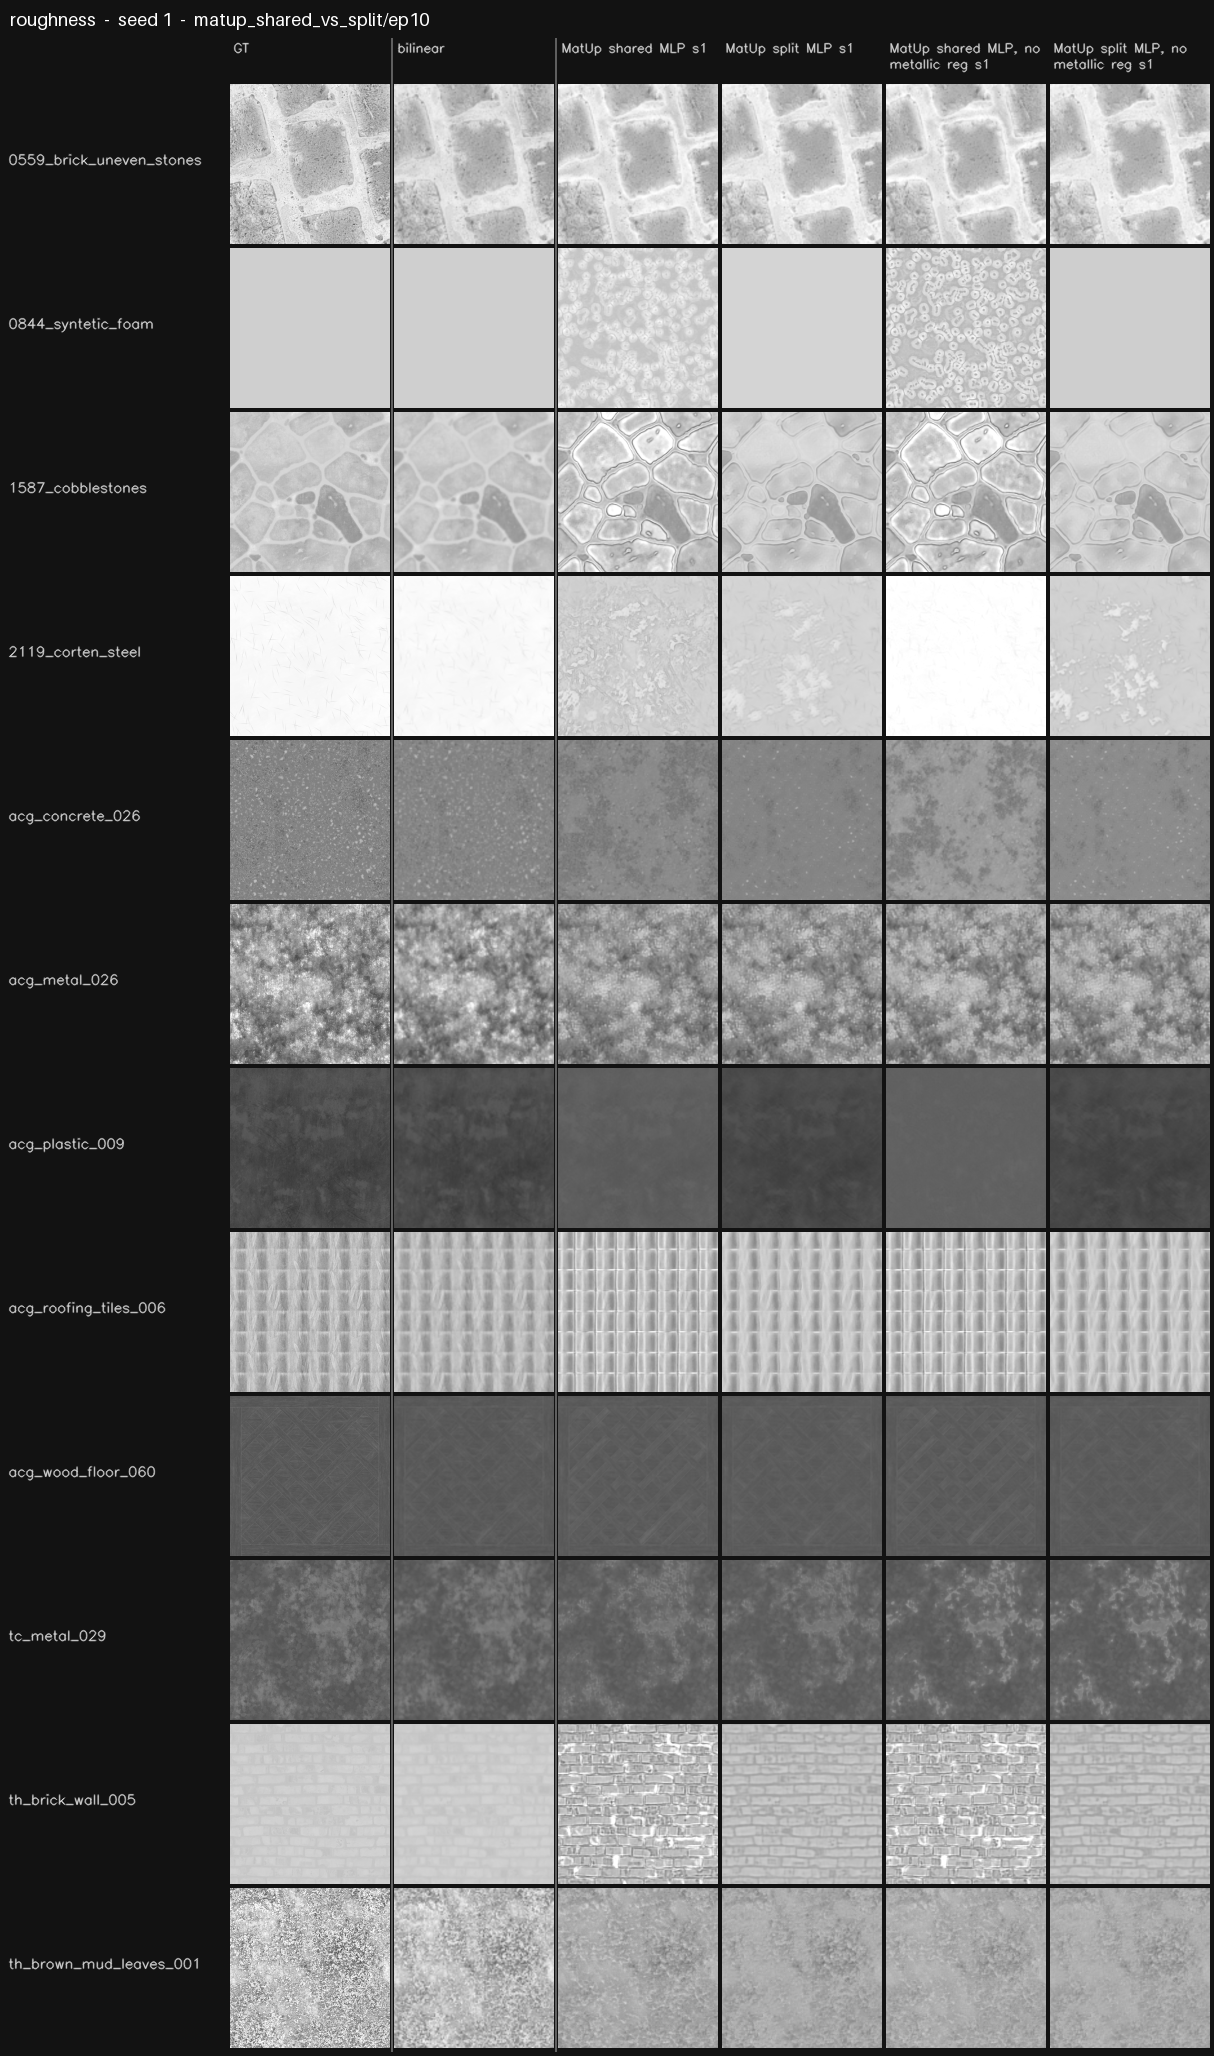 roughness - seed 1 - matup_shared_vs_split/ep10
GT
bilinear
MatUp shared MLP s1
MatUp split MLP s1
MatUp shared MLP, no
metallic reg s1
MatUp split MLP, no
metallic reg s1
0559_brick_uneven_stones
0844_syntetic_foam
1587_cobblestones
2119_corten_steel
acg_concrete_026
acg_metal_026
acg_plastic_009
acg_roofing_tiles_006
acg_wood_floor_060
tc_metal_029
th_brick_wall_005
th_brown_mud_leaves_001